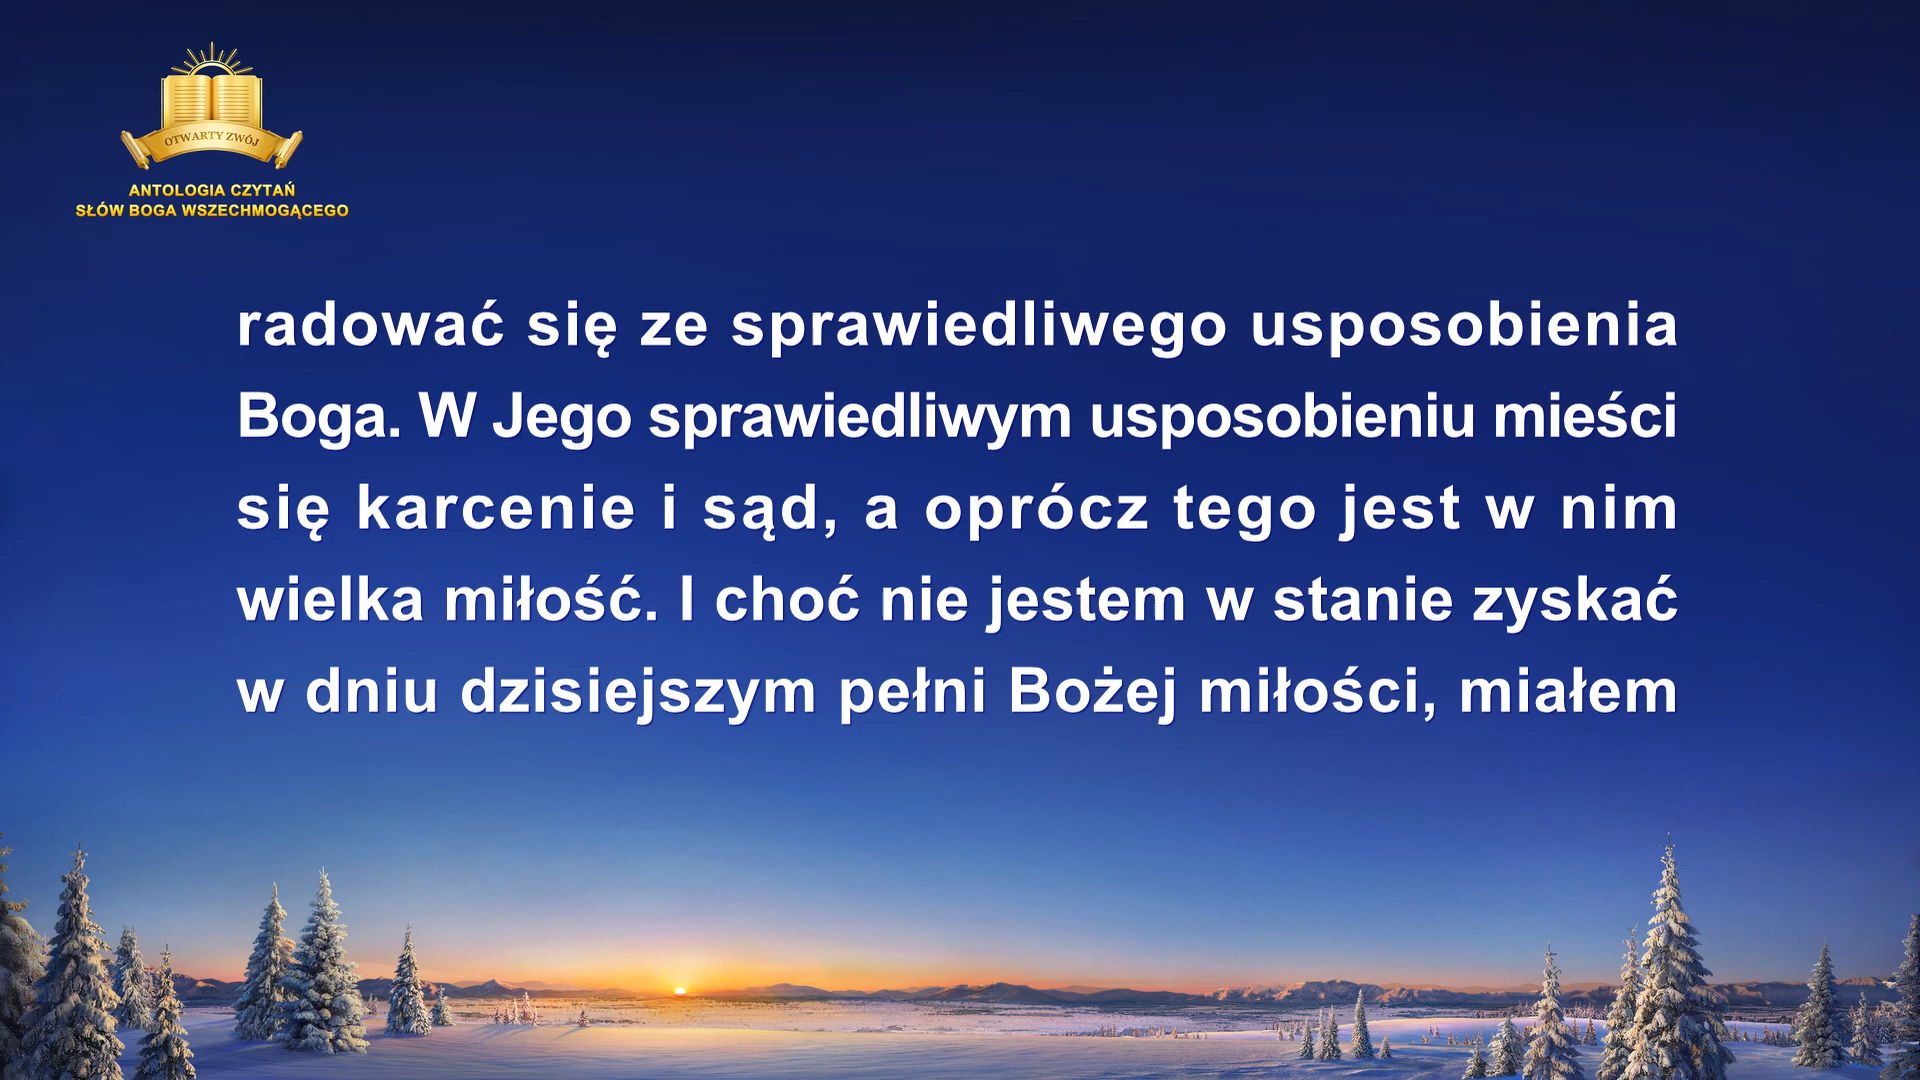 OTWARTY ZWÓJ
ANTOLOGIA CZYTAŃ
SŁÓW BOGA WSZECHMOGĄCEGO
radować się ze sprawiedliwego usposobienia
Boga. W Jego sprawiedliwym usposobieniu mieści
się karcenie i sąd, a oprócz tego jest w nim
wielka miłość. I choć nie jestem w stanie zyskać
w dniu dzisiejszym pełni Bożej miłości, miałem